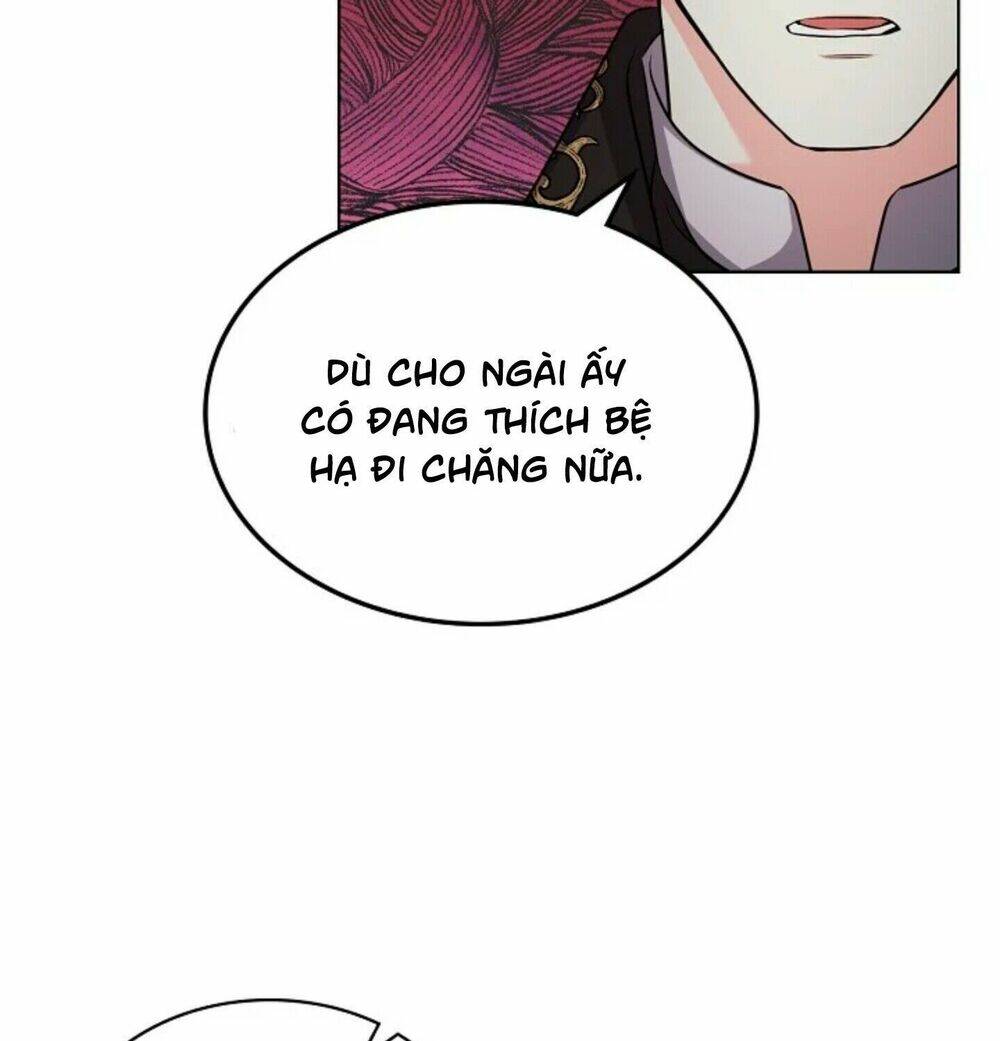 DÙ CHO NGÀI ẤY
CÓ ĐANG THÍCH BỆ
HẠ ĐI CHĂNG NỮA.